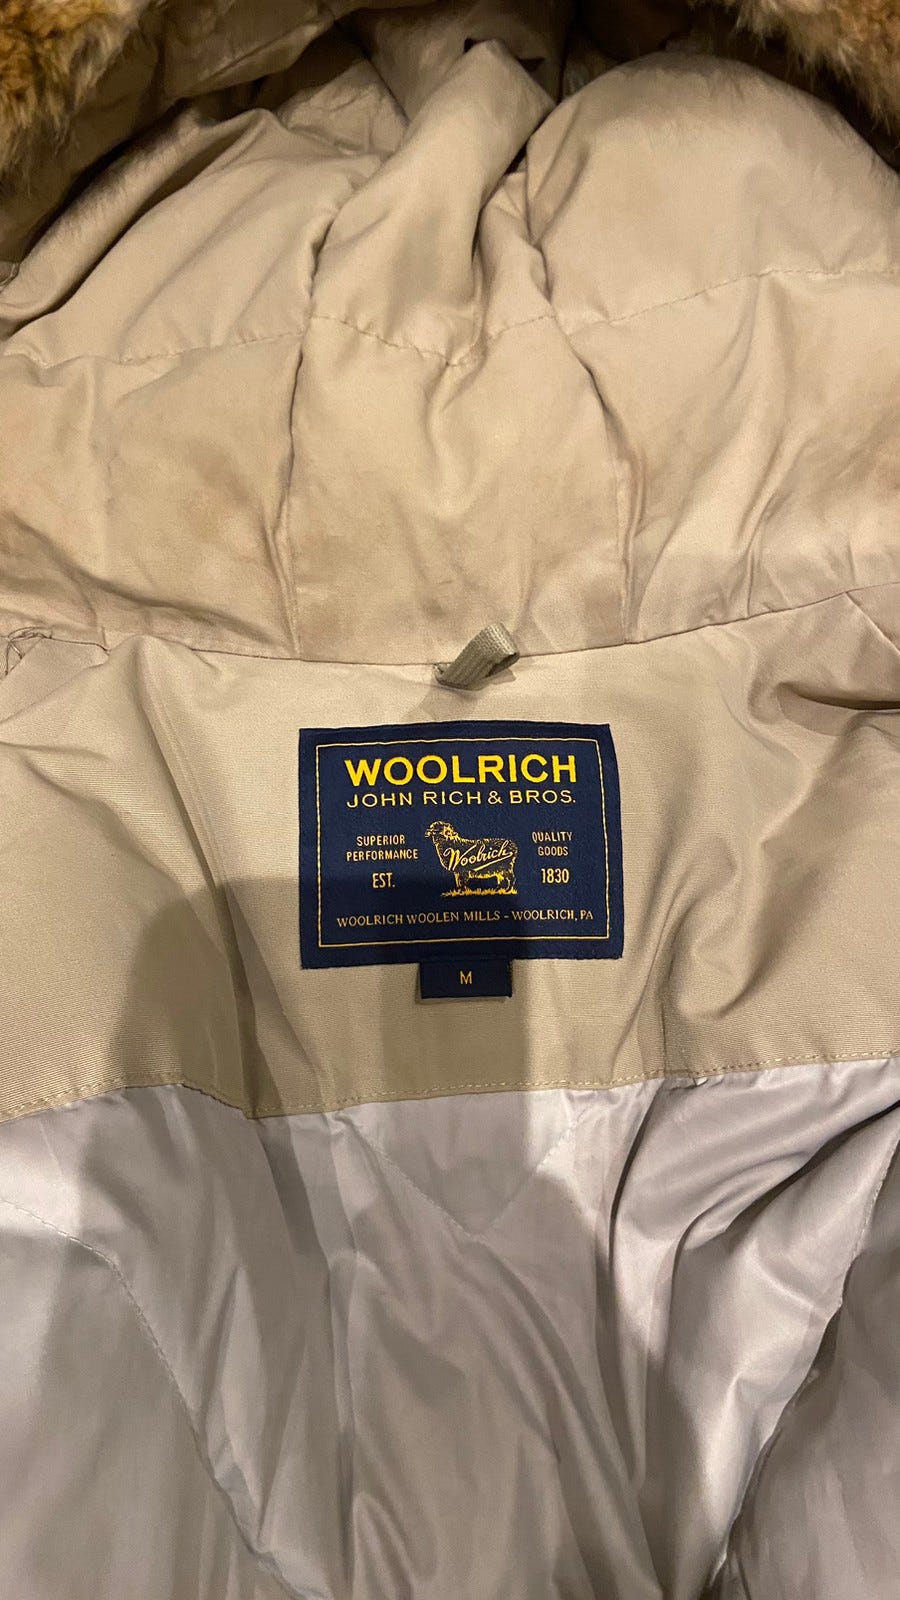 WOOLRICH
JOHN RICH & BROS.
SUPERIOR
PERFORMANCE
EST.
Woolrich
QUALITY
GOODS
1830
WOOLRICH WOOLEN MILLS - WOOLRICH, PA
M